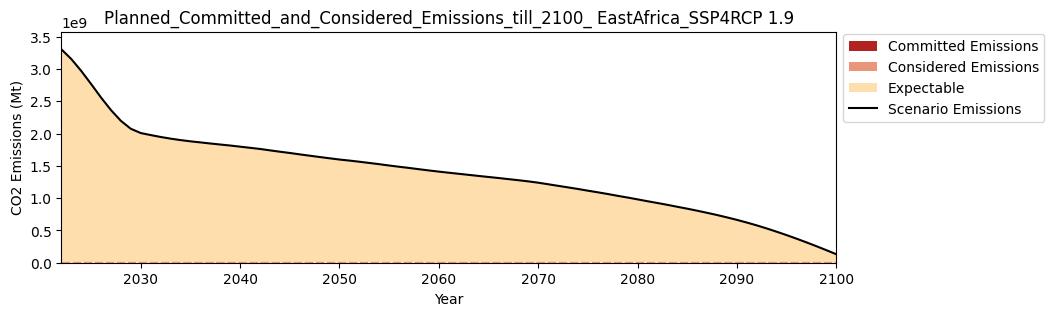 Planned_Committed_and_Considered_Emissions_till_2100_ EastAfrica_SSP4RCP 1.9
1e9
3.5
3.0
2.5
2.0
1.5
1.0
0.5
0.0
CO2 Emissions (Mt)
2030 2040 2050 2060 2070 2080 2090 2100
Year
Committed Emissions
Considered Emissions
Expectable
Scenario Emissions